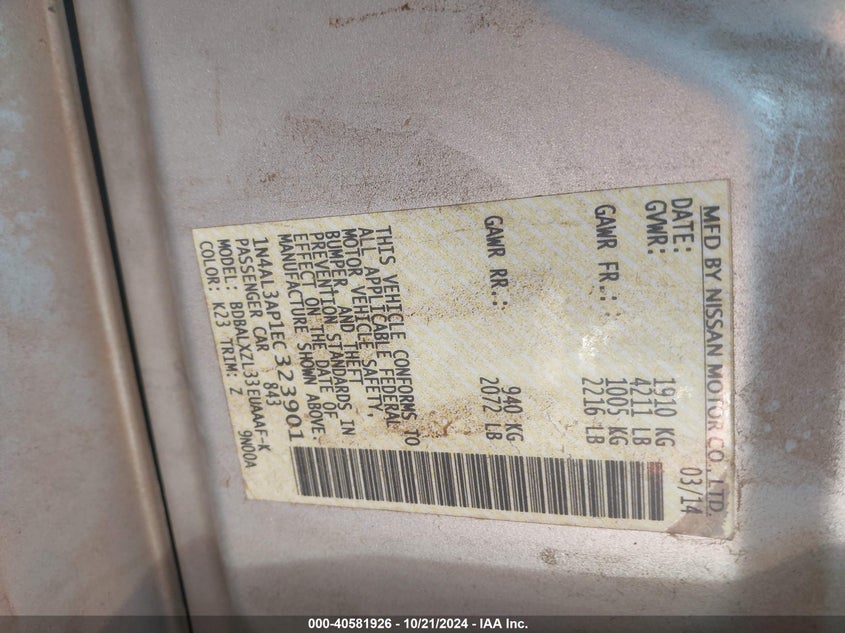 MFD BY NISSAN MOTOR CO., LTD.
DATE: 03/14
GVWR: 1910 KG
4211 LB
GAWR FR.: 1005 KG
2216 LB
GAWR RR.: 940 KG
2072 LB
THIS VEHICLE CONFORMS TO
ALL APPLICABLE FEDERAL
MOTOR VEHICLE SAFETY,
BUMPER, AND THEFT
PREVENTION STANDARDS IN
EFFECT ON THE DATE OF
MANUFACTURE SHOWN ABOVE.
1N4AL3AP1EC323901
PASSENGER CAR 843
MODEL: BDBALXZL33EUAAAF-K
COLOR: K23 TRIM: Z 9N00A
000-40581926 - 10/21/2024 - IAA Inc.